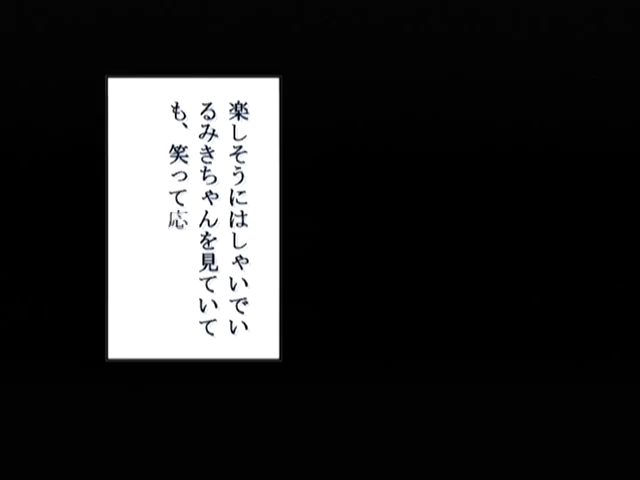 楽しそうにはしゃいでい
るみきちゃんを見ていて
も、笑って応